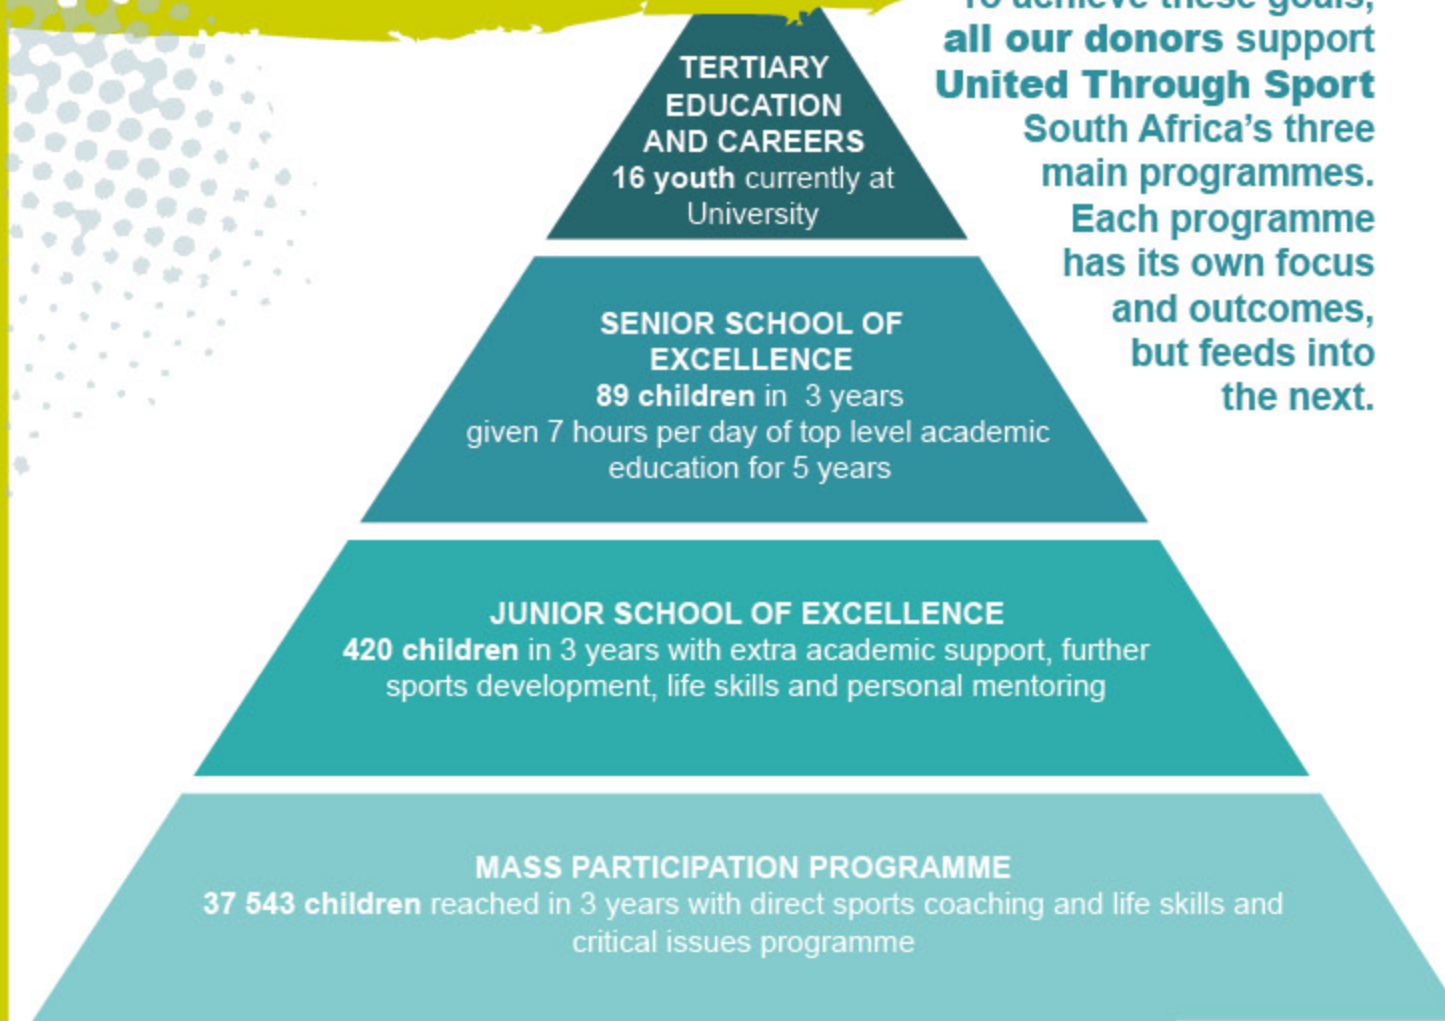 To achieve these goals,
all our donors support
United Through Sport
South Africa's three
main programmes.
Each programme
has its own focus
and outcomes,
but feeds into
the next.
TERTIARY
EDUCATION
AND CAREERS
16 youth currently at
University
SENIOR SCHOOL OF
EXCELLENCE
89 children in 3 years
given 7 hours per day of top level academic
education for 5 years
JUNIOR SCHOOL OF EXCELLENCE
420 children in 3 years with extra academic support, further
sports development, life skills and personal mentoring
MASS PARTICIPATION PROGRAMME
37 543 children reached in 3 years with direct sports coaching and life skills and
critical issues programme